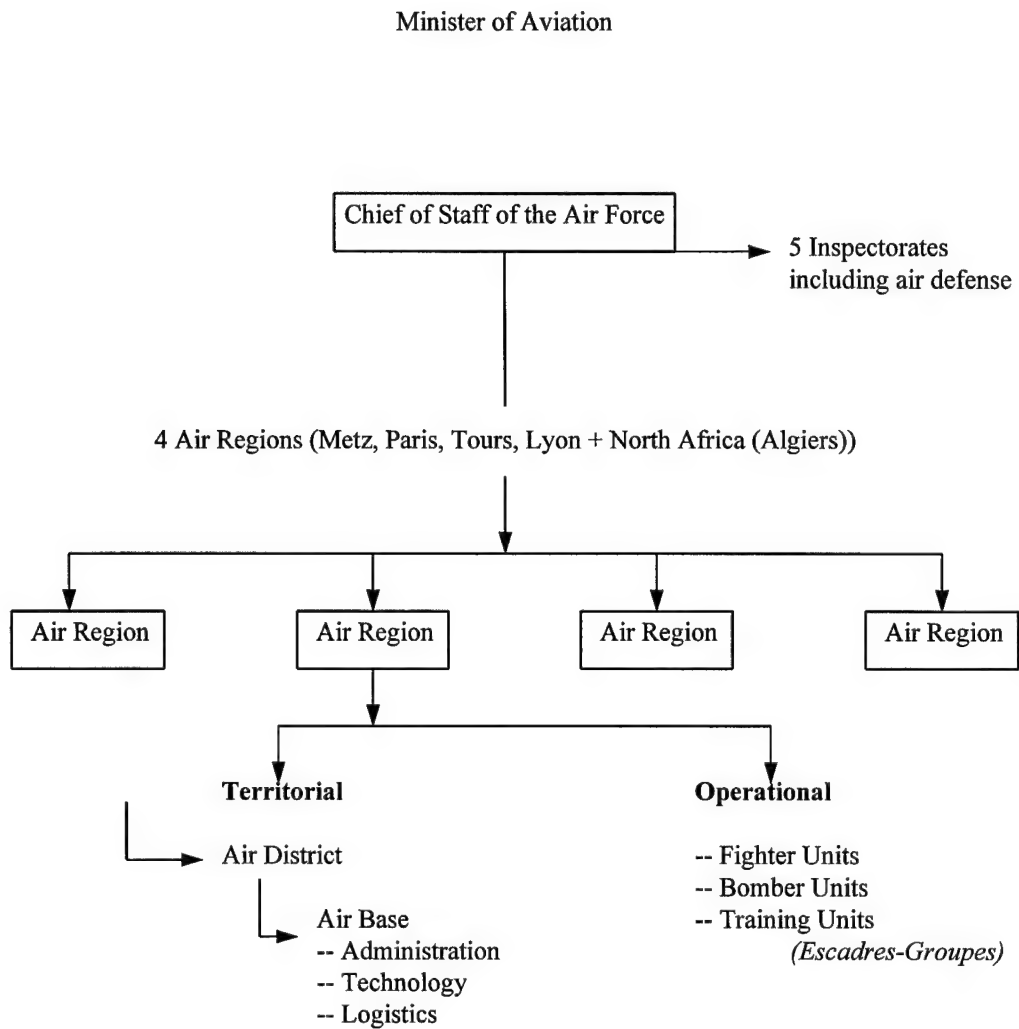 Minister of Aviation
Chief of Staff of the Air Force
5 Inspectorates
including air defense
4 Air Regions (Metz, Paris, Tours, Lyon + North Africa (Algiers))
Air Region
Air Region
Air Region
Air Region
Territorial
Air District
Air Base
-- Administration
-- Technology
-- Logistics
Operational
-- Fighter Units
-- Bomber Units
-- Training Units
(Escadres-Groupes)